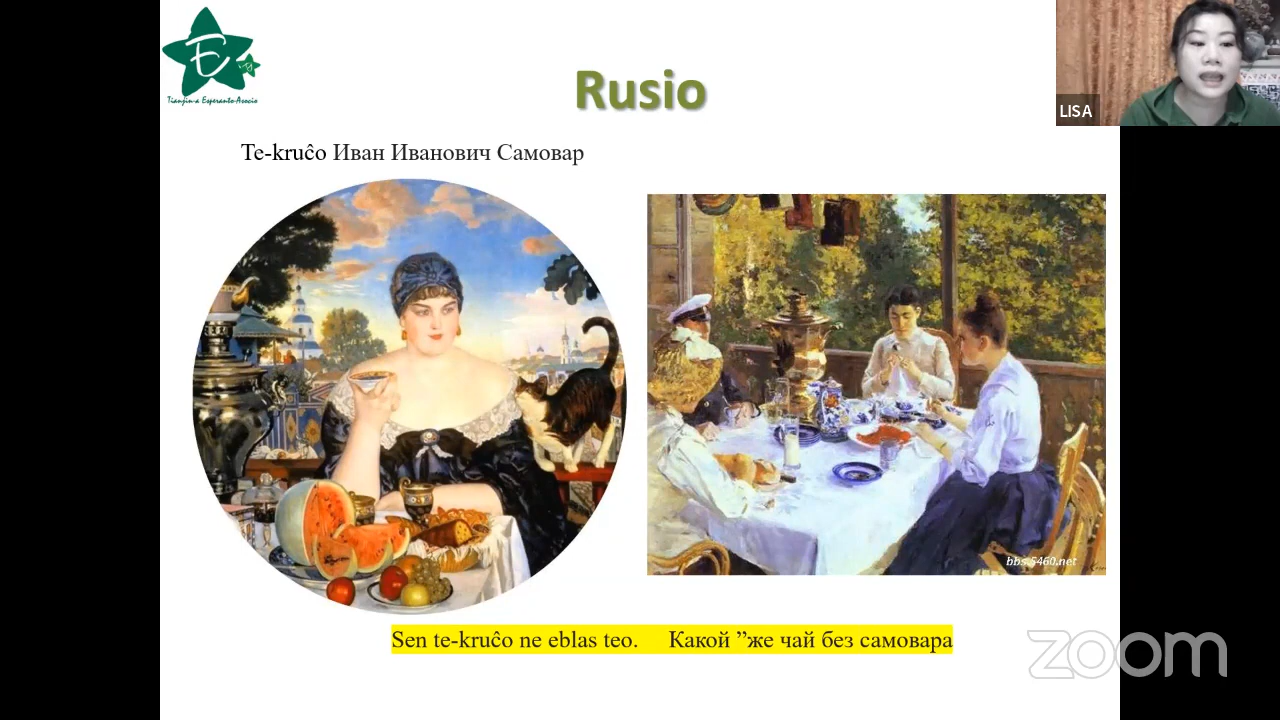 E
Tianjin-a Esperanto-Asocio
Rusio
LISA
Te-kruĉo Иван Иванович Самовар
bbs.5460.net
Sen te-kruĉo ne eblas teo. Какой ”же чай без самовара
zoom